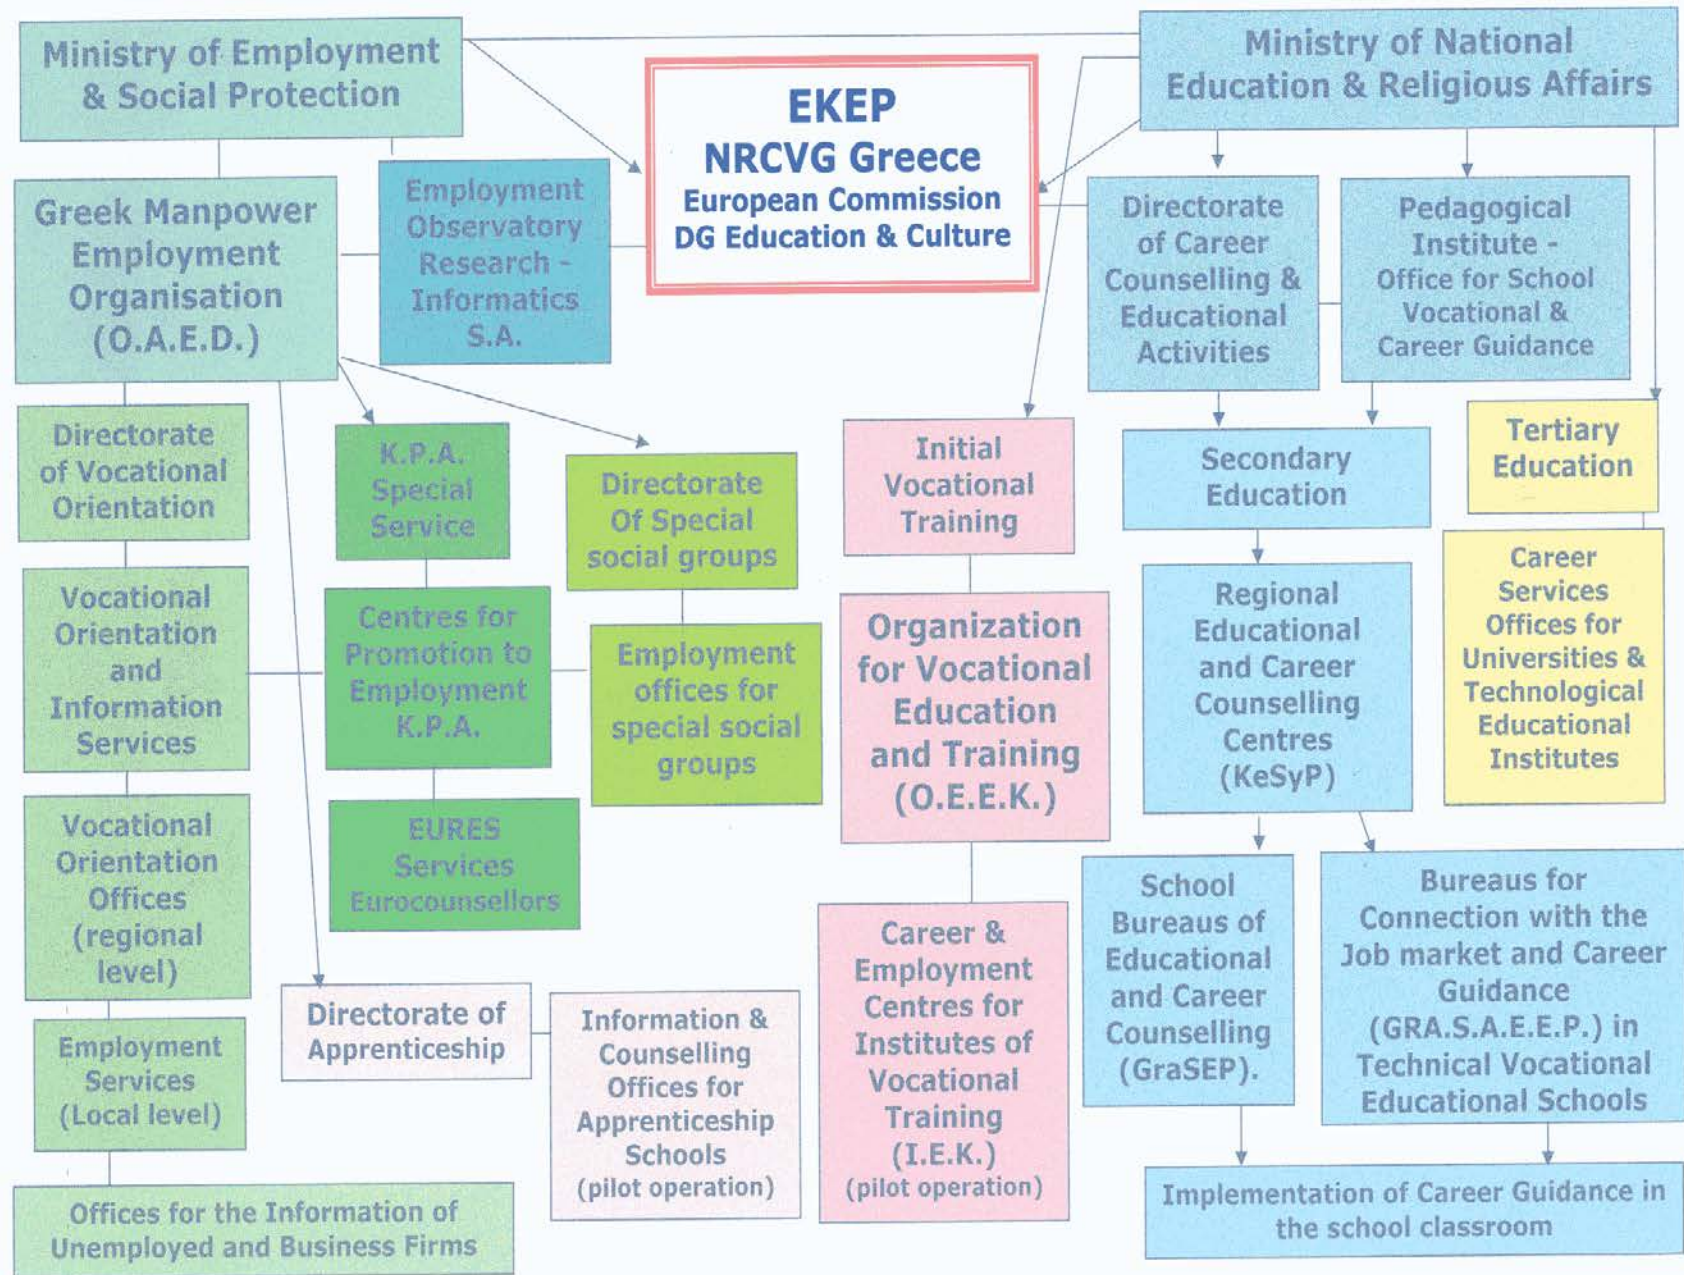 Ministry of Employment
& Social Protection
EKEP
NRCVG Greece
European Commission
DG Education & Culture
Ministry of National
Education & Religious Affairs
Greek Manpower
Employment
Organisation
(O.A.E.D.)
Employment
Observatory
Research -
Informatics
S.A.
Directorate
of Career
Counselling &
Educational
Activities
Pedagogical
Institute -
Office for School
Vocational &
Career Guidance
Directorate
of Vocational
Orientation
K.P.A.
Special
Service
Directorate
Of Special
social groups
Initial
Vocational
Training
Secondary
Education
Tertiary
Education
Vocational
Orientation
and
Information
Services
Centres for
Promotion to
Employment
K.P.A.
Employment
offices for
special social
groups
Organization
for Vocational
Education
and Training
(O.E.E.K.)
Regional
Educational
and Career
Counselling
Centres
(KeSyP)
Career
Services
Offices for
Universities &
Technological
Educational
Institutes
Vocational
Orientation
Offices
(regional
level)
EURES
Services
Eurocounsellors
Directorate of
Apprenticeship
Information &
Counselling
Offices for
Apprenticeship
Schools
(pilot operation)
Career &
Employment
Centres for
Institutes of
Vocational
Training
(I.E.K.)
(pilot operation)
School
Bureaus of
Educational
and Career
Counselling
(GraSEP).
Bureaus for
Connection with the
Job market and Career
Guidance
(GRA.S.A.E.E.P.) in
Technical Vocational
Educational Schools
Employment
Services
(Local level)
Offices for the Information of
Unemployed and Business Firms
Implementation of Career Guidance in
the school classroom